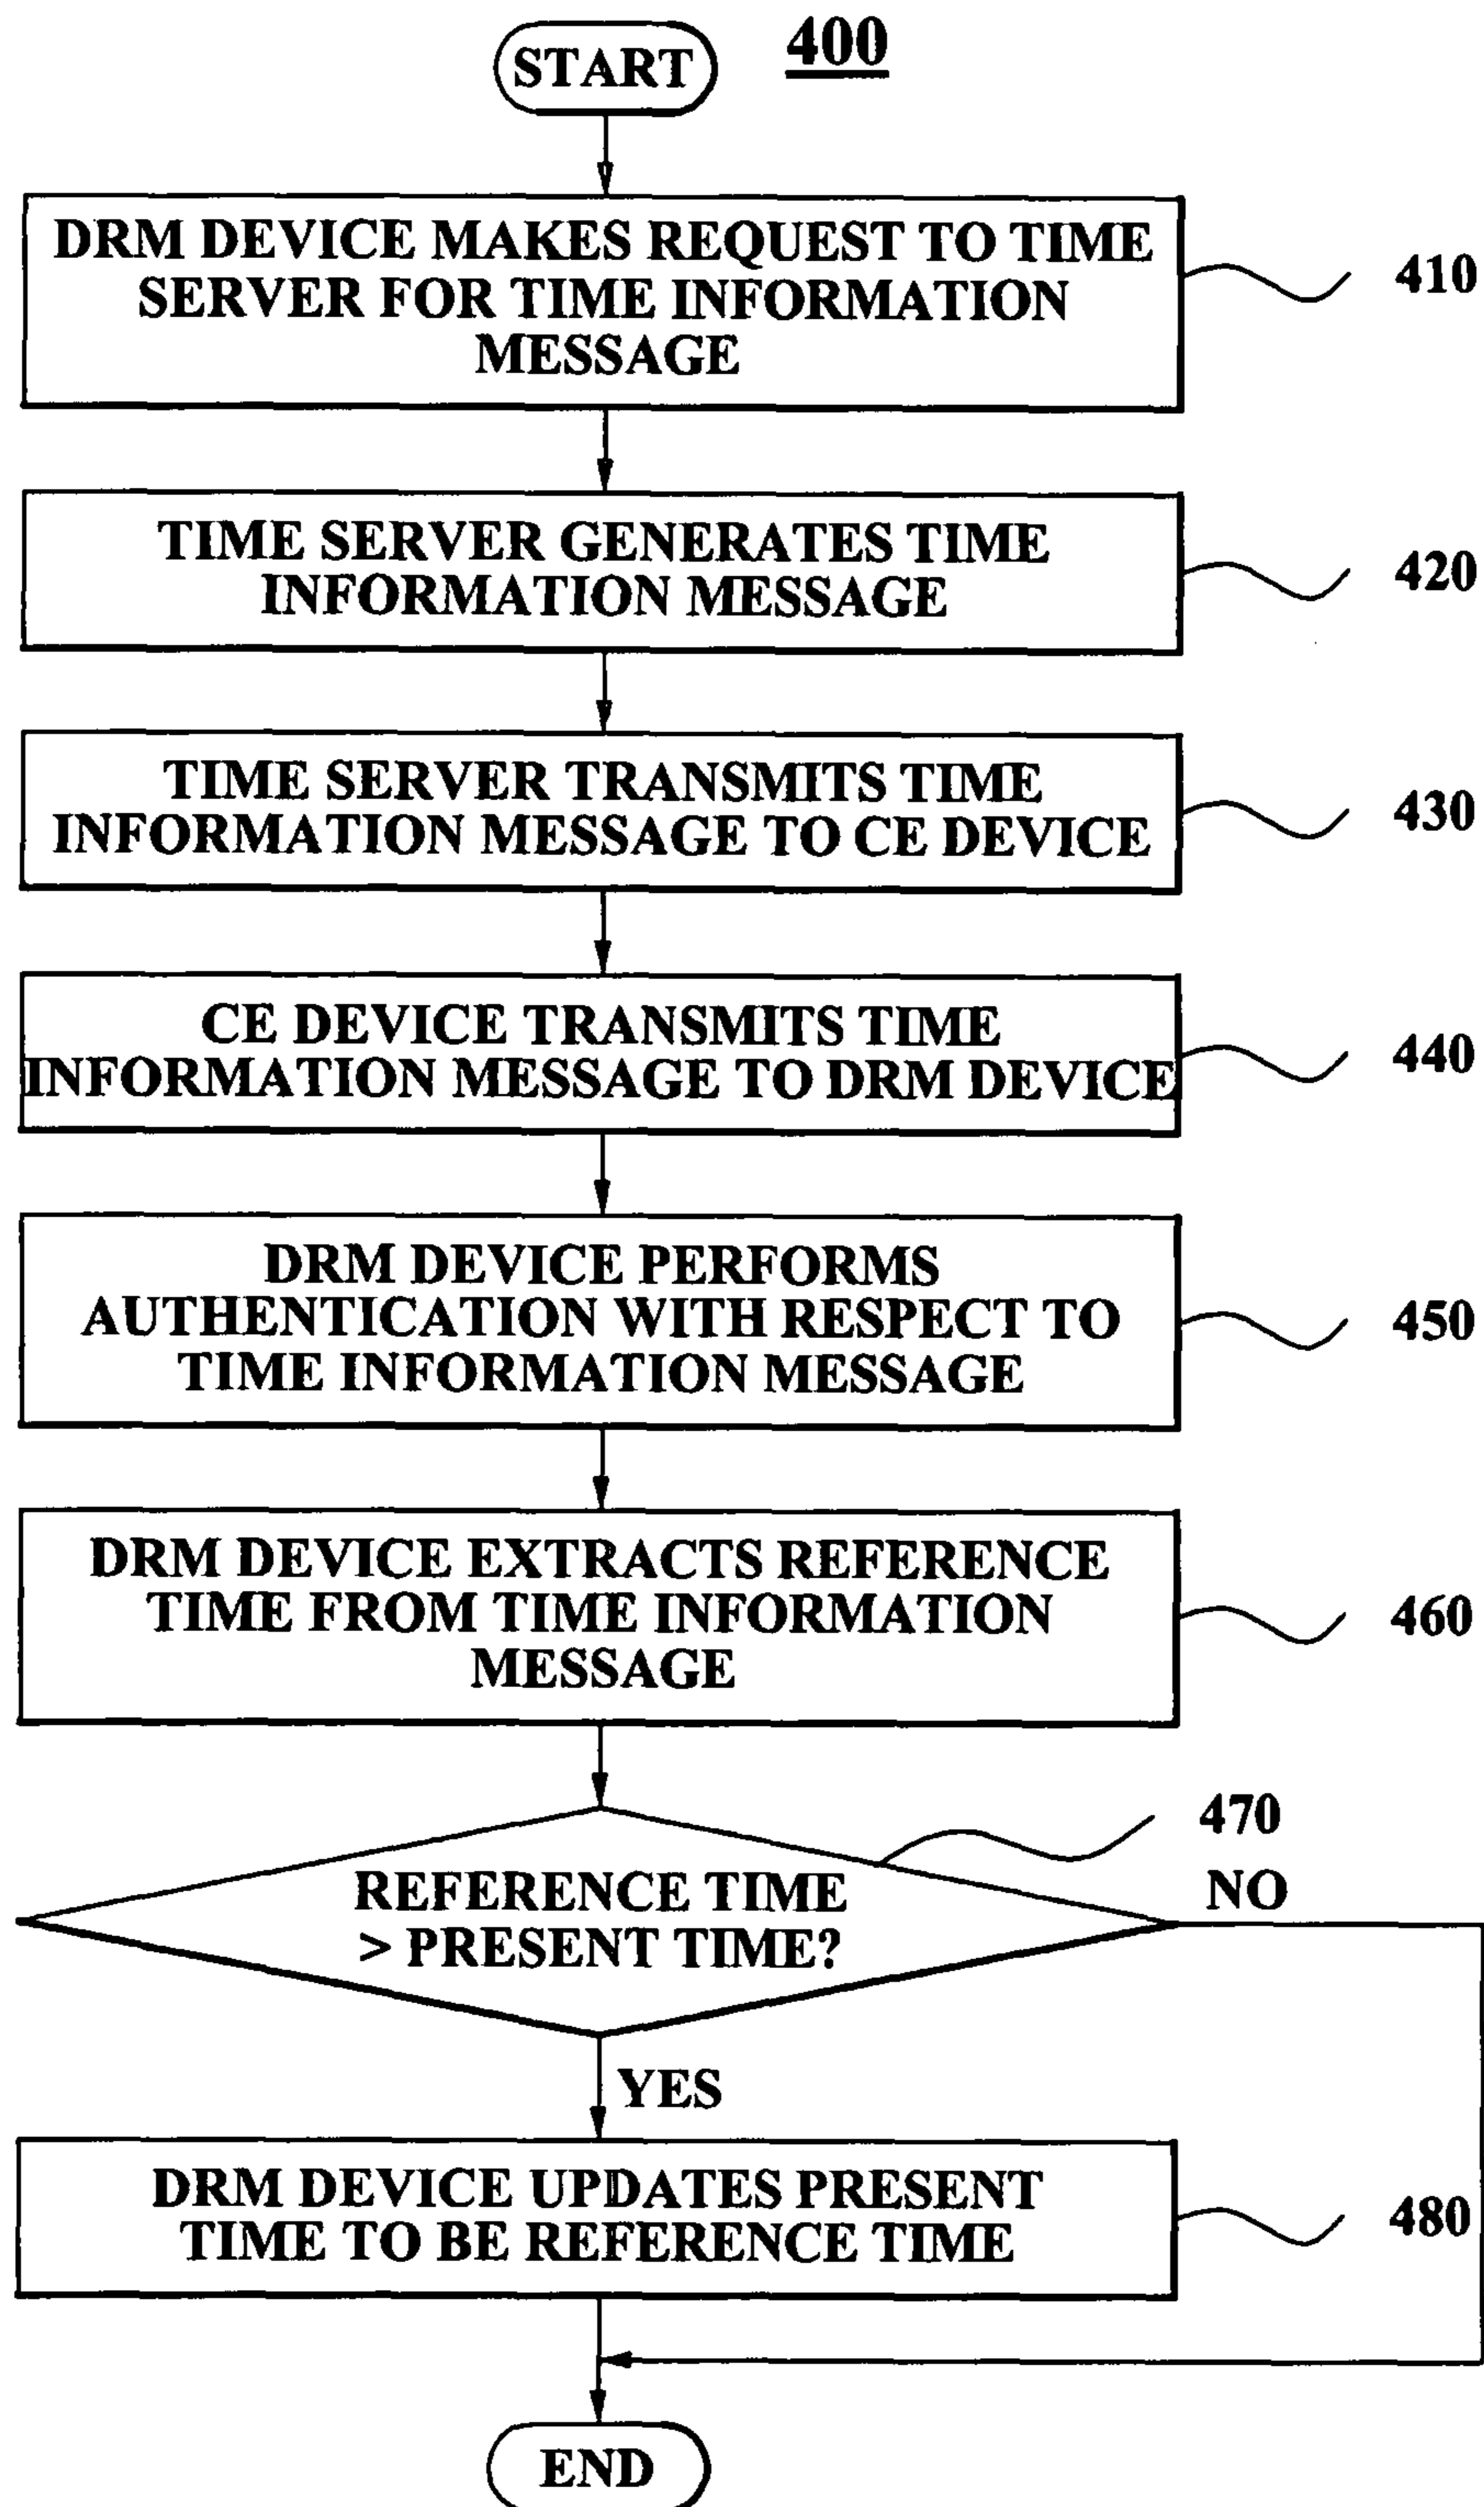 START
400
DRM DEVICE MAKES REQUEST TO TIME
SERVER FOR TIME INFORMATION
MESSAGE
410
TIME SERVER GENERATES TIME
INFORMATION MESSAGE
420
TIME SERVER TRANSMITS TIME
INFORMATION MESSAGE TO CE DEVICE
430
CE DEVICE TRANSMITS TIME
INFORMATION MESSAGE TO DRM DEVICE
440
DRM DEVICE PERFORMS
AUTHENTICATION WITH RESPECT TO
TIME INFORMATION MESSAGE
450
DRM DEVICE EXTRACTS REFERENCE
TIME FROM TIME INFORMATION
MESSAGE
460
470
REFERENCE TIME
> PRESENT TIME?
NO
YES
DRM DEVICE UPDATES PRESENT
TIME TO BE REFERENCE TIME
480
END